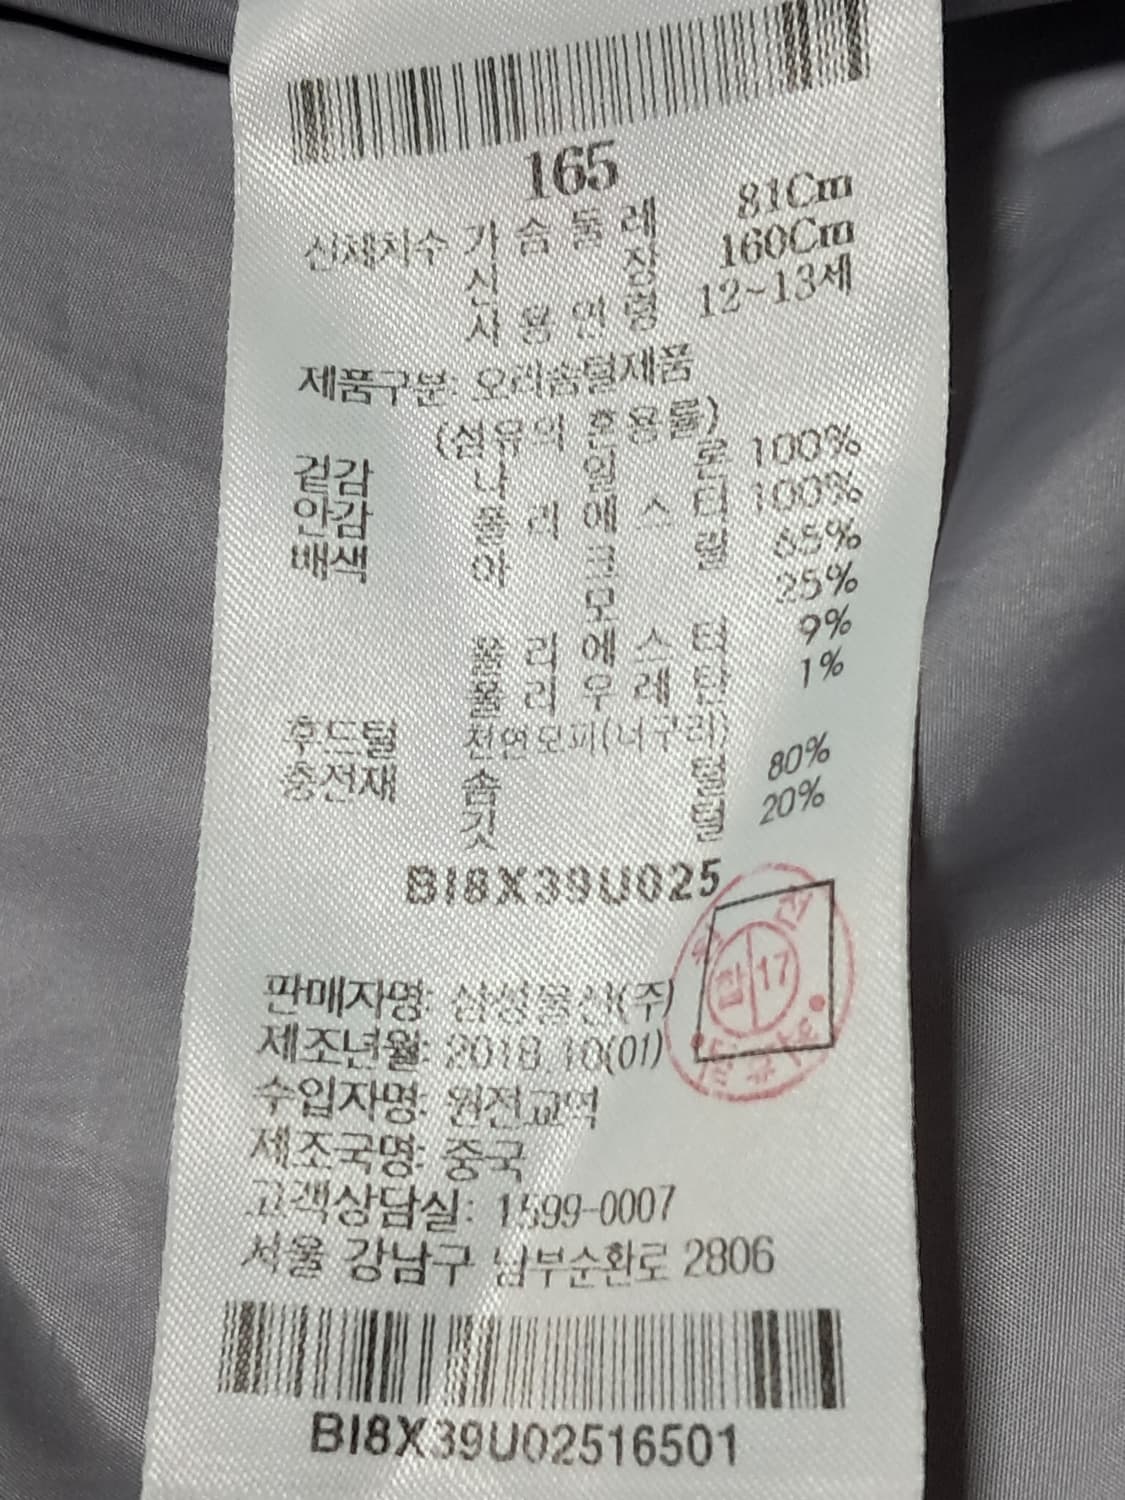 165
신체치수 가 슴 둘 레 81Cm
신 장 160Cm
사 용 연 령 12~13세
제품구분: 오리솜털제품
(섬유의 혼용률)
겉감 나 일 론 100%
안감 폴 리 에 스 터 100%
배색 아 크 릴 65%
모 25%
폴 리 에 스 터 9%
폴 리 우 레 탄 1%
후드털 천연모피(너구리)
충전재 솜 털 80%
깃 털 20%
BI8X39U025
합 17
판매자명: 삼성물산(주)
제조년월: 2018.10(01)
수입자명: 원전교역
제조국명: 중국
고객상담실: 1599-0007
서울 강남구 남부순환로 2806
BI8X39U02516501